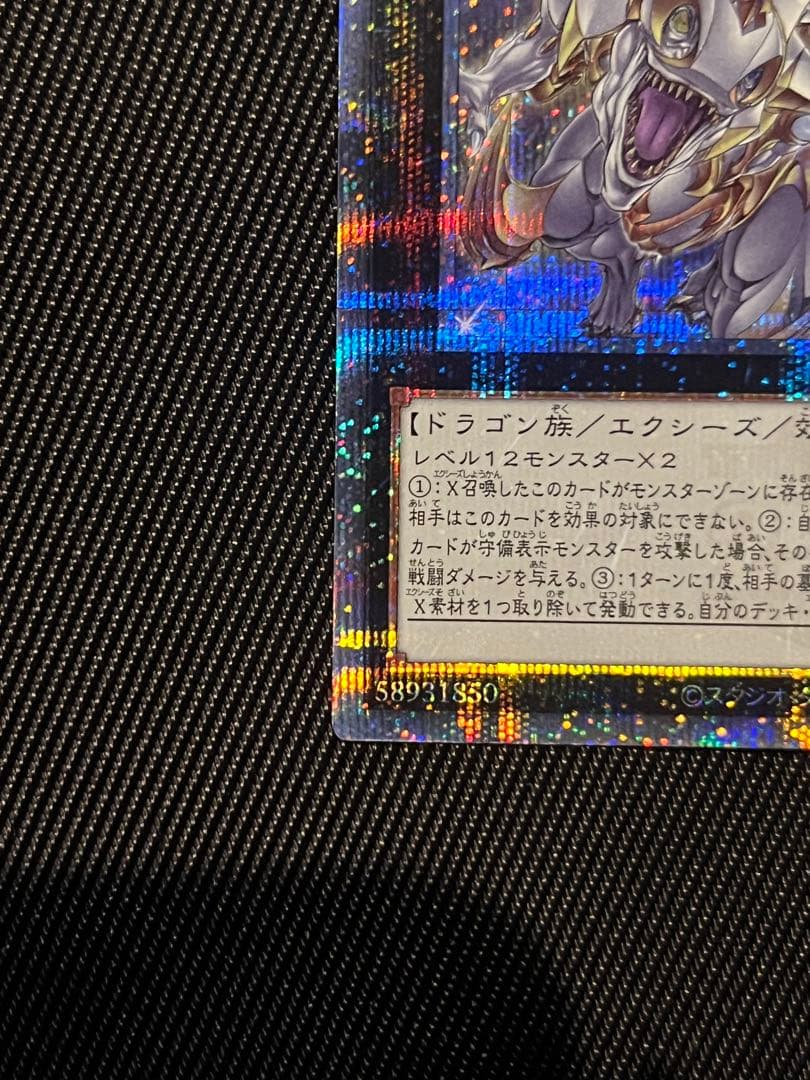 【ドラゴン族／エクシーズ／効
レベル12モンスター×2
①：X召喚したこのカードがモンスターゾーンに存在
相手はこのカードを効果の対象にできない。②：自
カードが守備表示モンスターを攻撃した場合、その
戦闘ダメージを与える。③：1ターンに1度、相手の墓
X素材を1つ取り除いて発動できる。自分のデッキ・
58931850
©スタジオ・